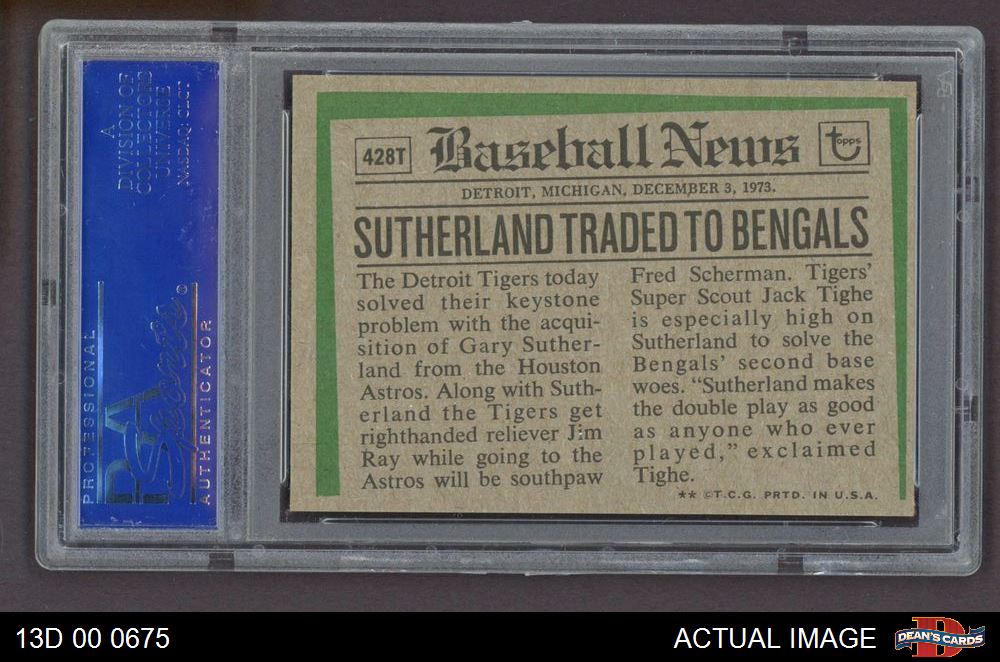 A
DIVISION OF
COLLECTORS
UNIVERSE
NASDAQ: CLCT
PROFESSIONAL
PSA
Sports
AUTHENTICATOR
428T
Baseball News
topps
DETROIT, MICHIGAN, DECEMBER 3, 1973.
SUTHERLAND TRADED TO BENGALS
The Detroit Tigers today
solved their keystone
problem with the acqui-
sition of Gary Suther-
land from the Houston
Astros. Along with Suth-
erland the Tigers get
righthanded reliever Jim
Ray while going to the
Astros will be southpaw
Fred Scherman. Tigers'
Super Scout Jack Tighe
is especially high on
Sutherland to solve the
Bengals' second base
woes. "Sutherland makes
the double play as good
as anyone who ever
played," exclaimed
Tighe.
** ©T.C.G. PRTD. IN U.S.A.
13D 00 0675
ACTUAL IMAGE
D
DEAN'S CARDS